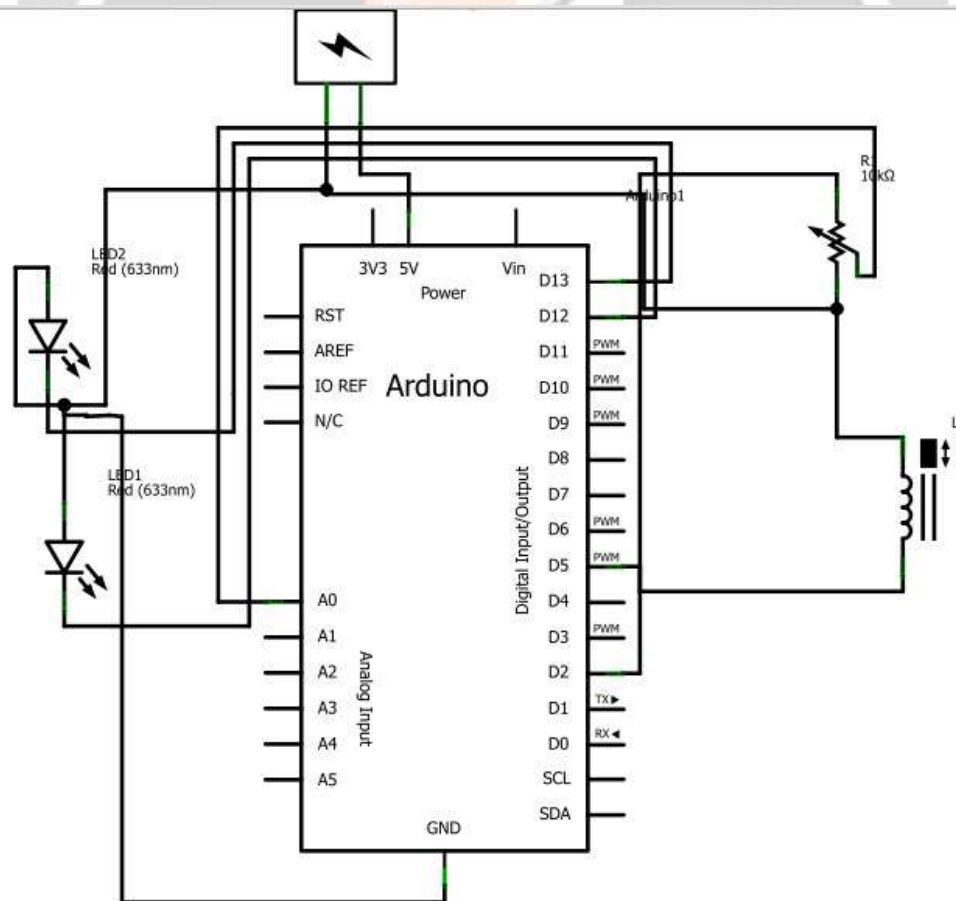 R1
10kΩ
Arduino1
LED2
Red (633nm)
3V3 5V Vin
Power
D13
RST
D12
AREF
D11 PWM
IO REF
Arduino
D10 PWM
N/C
D9 PWM
D8
LED1
Red (633nm)
D7
D6 PWM
Digital Input/Output
D5 PWM
A0
D4
A1
D3 PWM
A2
D2
Analog Input
A3
D1 TX
A4
D0 RX
A5
SCL
SDA
GND
L